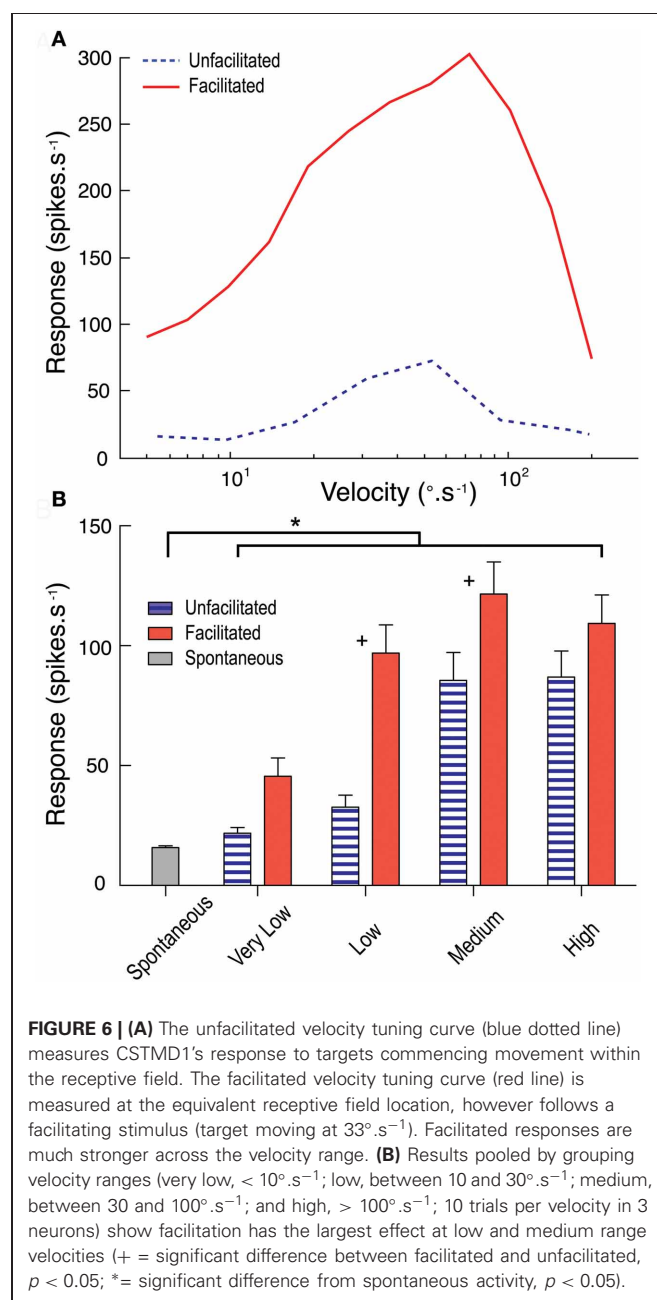 A
300
Unfacilitated
Facilitated
250
200
150
100
50
0
Response (spikes.s⁻¹)
10¹
10²
Velocity (°.s⁻¹)
B
150
*
Unfacilitated
Facilitated
Spontaneous
+
+
100
50
0
Response (spikes.s⁻¹)
Spontaneous
Very Low
Low
Medium
High
FIGURE 6 | (A) The unfacilitated velocity tuning curve (blue dotted line)
measures CSTMD1's response to targets commencing movement within
the receptive field. The facilitated velocity tuning curve (red line) is
measured at the equivalent receptive field location, however follows a
facilitating stimulus (target moving at 33°.s⁻¹). Facilitated responses are
much stronger across the velocity range. (B) Results pooled by grouping
velocity ranges (very low, < 10°.s⁻¹; low, between 10 and 30°.s⁻¹; medium,
between 30 and 100°.s⁻¹; and high, > 100°.s⁻¹; 10 trials per velocity in 3
neurons) show facilitation has the largest effect at low and medium range
velocities (+ = significant difference between facilitated and unfacilitated,
p < 0.05; *= significant difference from spontaneous activity, p < 0.05).